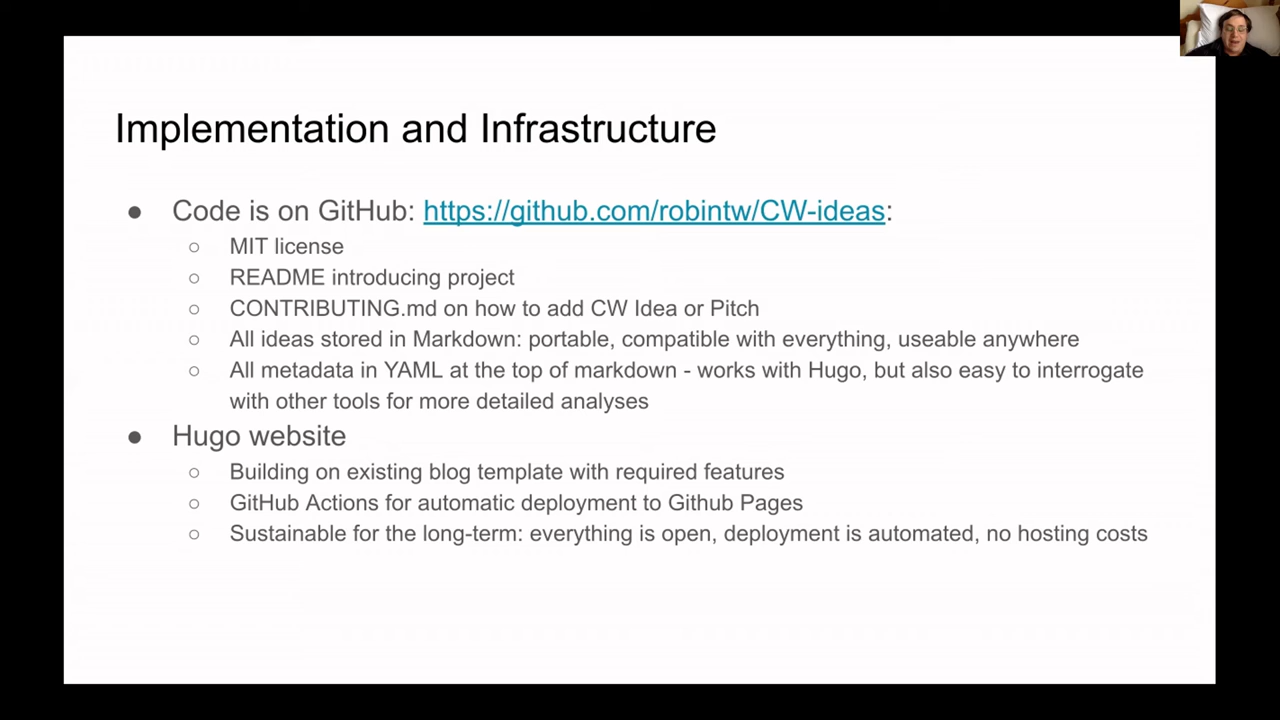 Implementation and Infrastructure
● Code is on GitHub: https://github.com/robintw/CW-ideas:
○ MIT license
○ README introducing project
○ CONTRIBUTING.md on how to add CW Idea or Pitch
○ All ideas stored in Markdown: portable, compatible with everything, useable anywhere
○ All metadata in YAML at the top of markdown - works with Hugo, but also easy to interrogate
with other tools for more detailed analyses
● Hugo website
○ Building on existing blog template with required features
○ GitHub Actions for automatic deployment to Github Pages
○ Sustainable for the long-term: everything is open, deployment is automated, no hosting costs